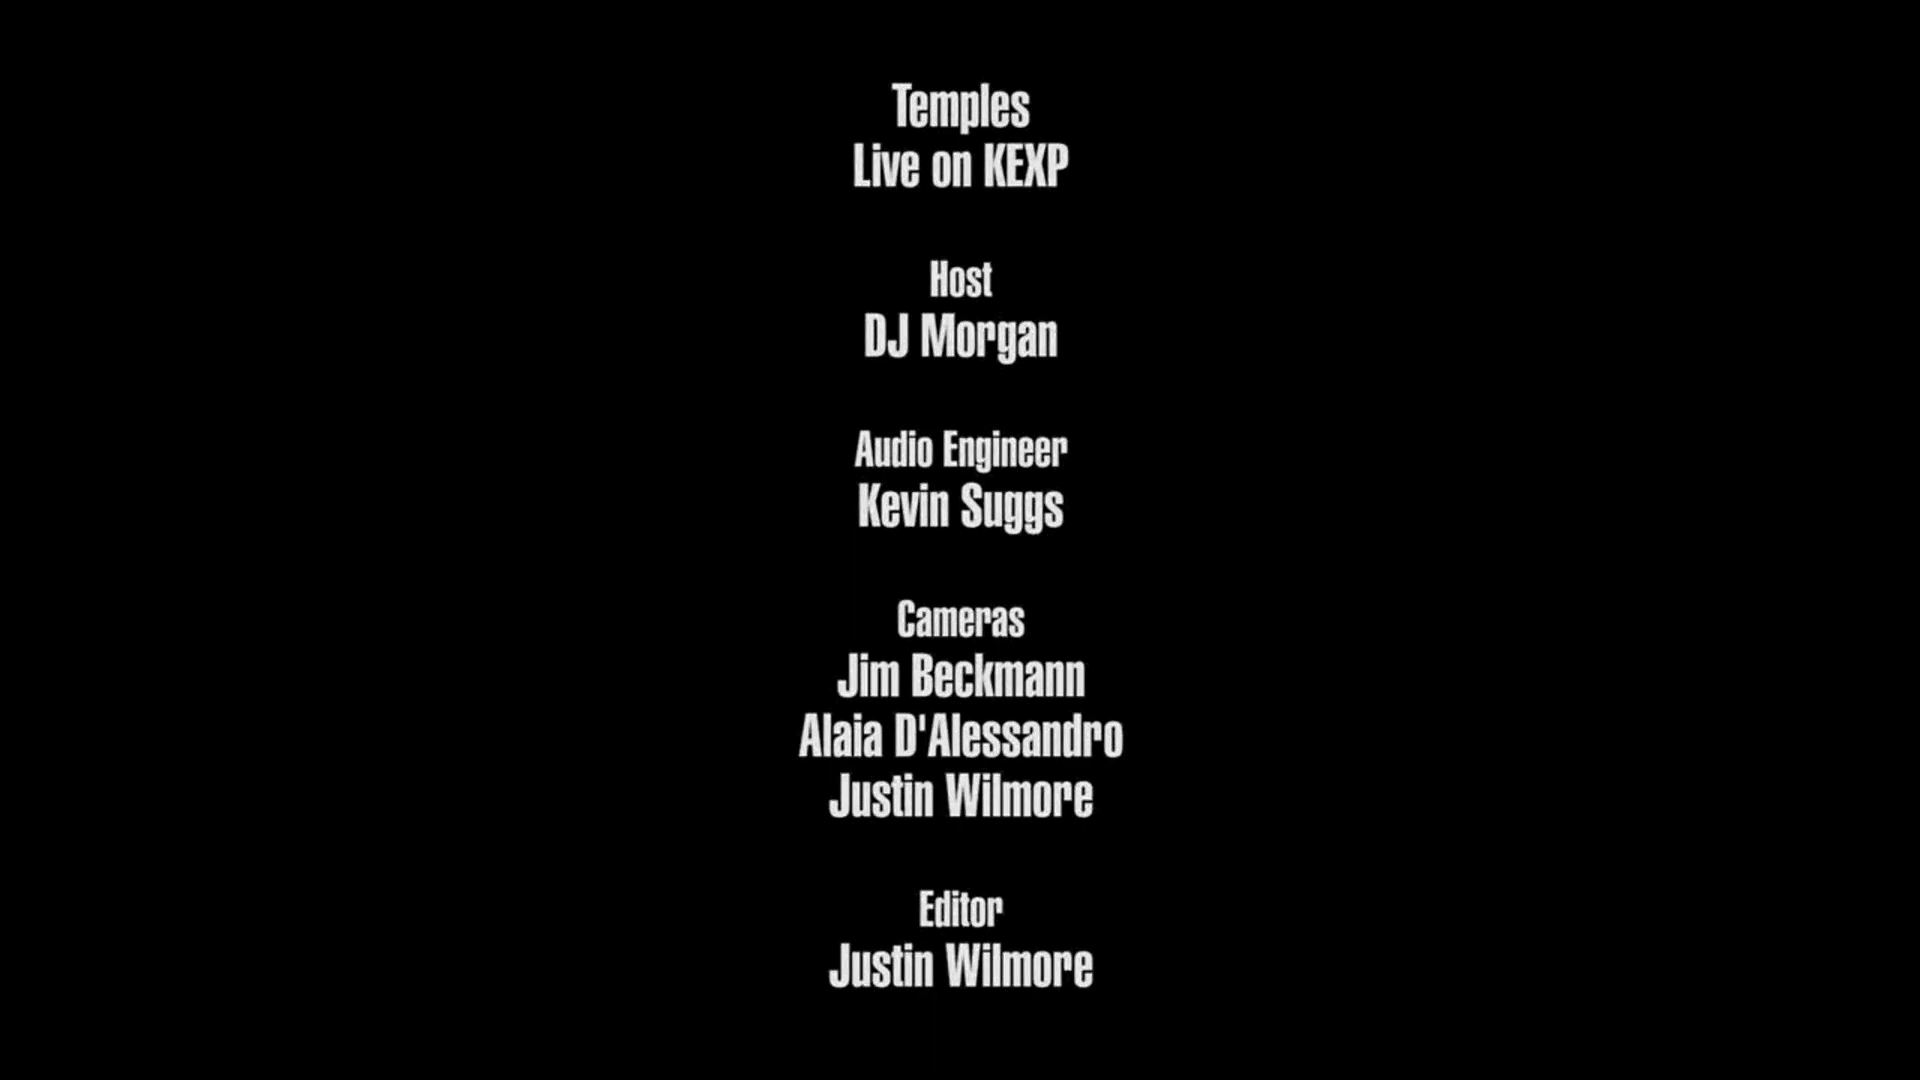 Temples
Live on KEXP
Host
DJ Morgan
Audio Engineer
Kevin Suggs
Cameras
Jim Beckmann
Alaia D'Alessandro
Justin Wilmore
Editor
Justin Wilmore